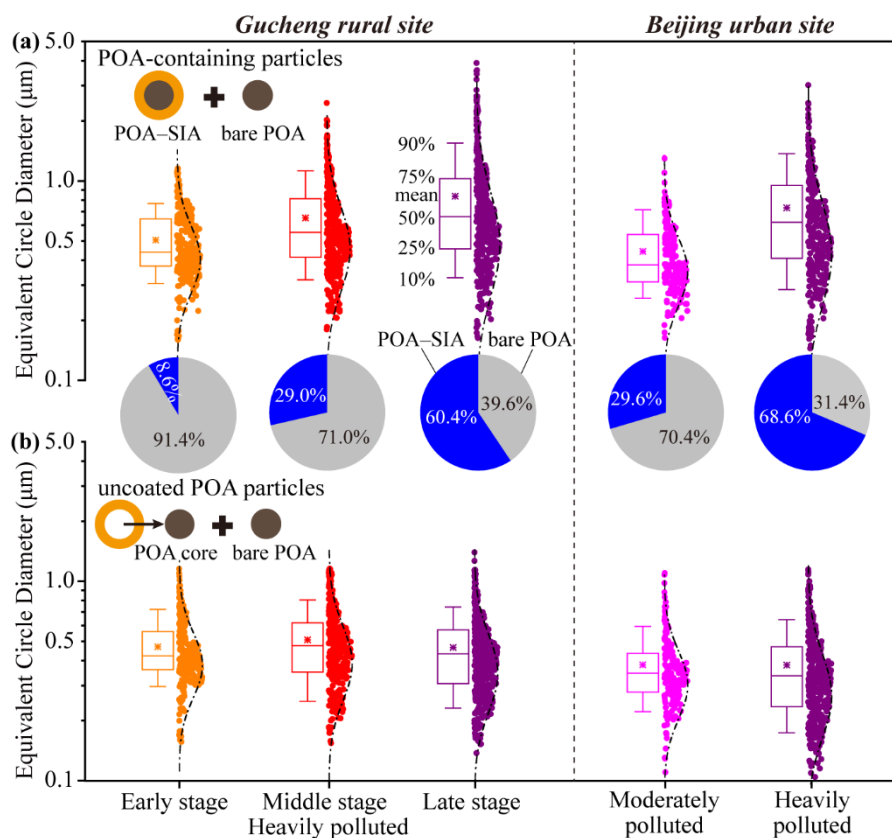 Gucheng rural site
Beijing urban site
(a)
5.0
1.0
0.5
0.1
Equivalent Circle Diameter (μm)
POA-containing particles
POA–SIA
bare POA
90%
75%
mean
50%
25%
10%
POA–SIA
bare POA
8.6%
91.4%
29.0%
71.0%
60.4%
39.6%
29.6%
70.4%
68.6%
31.4%
(b)
5.0
1.0
0.5
0.1
Equivalent Circle Diameter (μm)
uncoated POA particles
POA core
bare POA
Early stage
Middle stage
Heavily polluted
Late stage
Moderately
polluted
Heavily
polluted